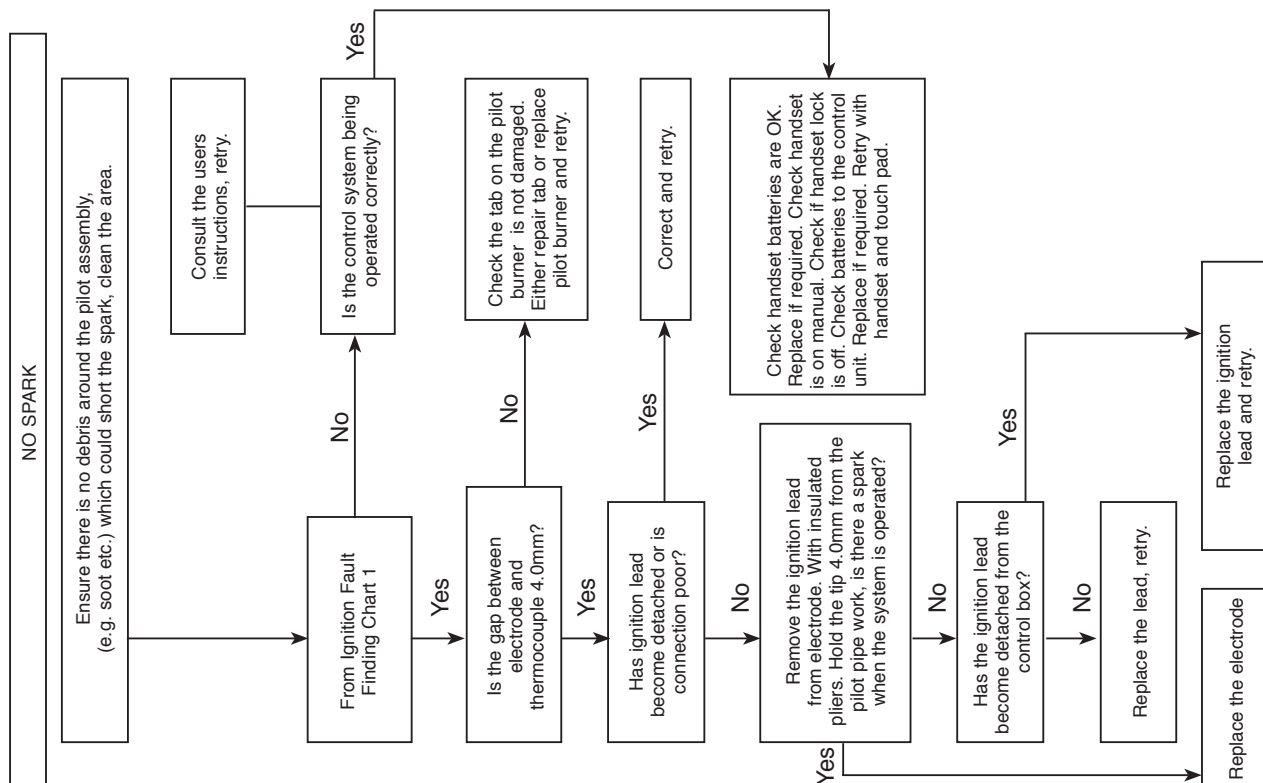 NO SPARK
Ensure there is no debris around the pilot assembly,
(e.g. soot etc.) which could short the spark, clean the area.
Consult the users
instructions, retry.
From Ignition Fault
Finding Chart 1
No
Is the control system being
operated correctly?
Yes
Yes
Is the gap between
electrode and
thermocouple 4.0mm?
No
Check the tab on the pilot
burner is not damaged.
Either repair tab or replace
pilot burner and retry.
Yes
Has ignition lead
become detached or is
connection poor?
Yes
Correct and retry.
No
Remove the ignition lead
from electrode. With insulated
pliers. Hold the tip 4.0mm from the
pilot pipe work, is there a spark
when the system is operated?
Check handset batteries are OK.
Replace if required. Check handset
is on manual. Check if handset lock
is off. Check batteries to the control
unit. Replace if required. Retry with
handset and touch pad.
Yes
No
Has the ignition lead
become detached from the
control box?
Yes
No
Replace the lead, retry.
Replace the electrode
Replace the ignition
lead and retry.